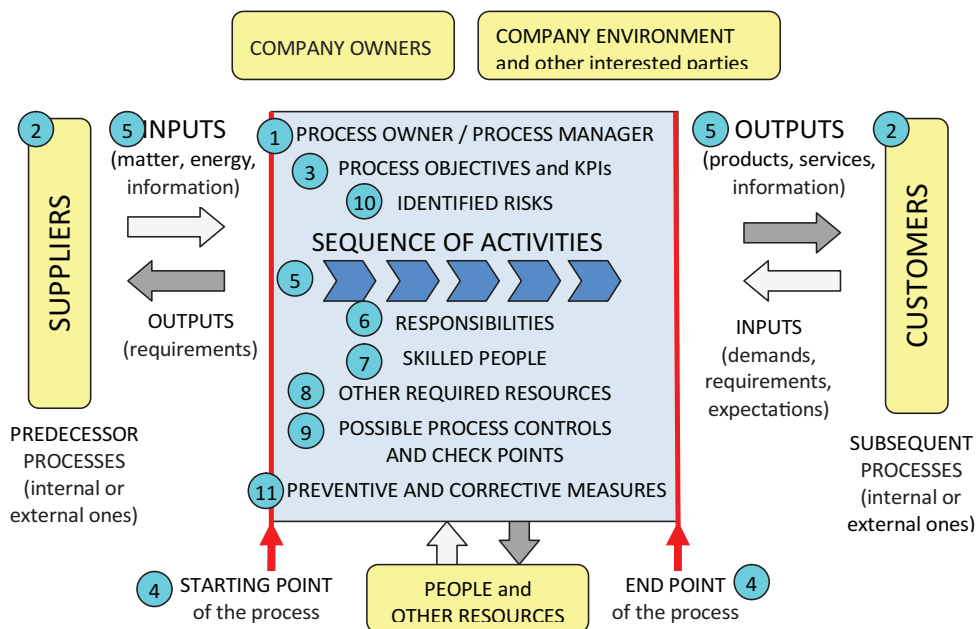 COMPANY OWNERS
COMPANY ENVIRONMENT
and other interested parties
2
SUPPLIERS
PREDECESSOR
PROCESSES
(internal or
external ones)
5
INPUTS
(matter, energy,
information)
OUTPUTS
(requirements)
1
PROCESS OWNER / PROCESS MANAGER
3
PROCESS OBJECTIVES and KPIs
10
IDENTIFIED RISKS
SEQUENCE OF ACTIVITIES
5
6
RESPONSIBILITIES
7
SKILLED PEOPLE
8
OTHER REQUIRED RESOURCES
9
POSSIBLE PROCESS CONTROLS
AND CHECK POINTS
11
PREVENTIVE AND CORRECTIVE MEASURES
5
OUTPUTS
(products, services,
information)
INPUTS
(demands,
requirements,
expectations)
2
CUSTOMERS
SUBSEQUENT
PROCESSES
(internal or
external ones)
4
STARTING POINT
of the process
PEOPLE and
OTHER RESOURCES
END POINT
of the process
4